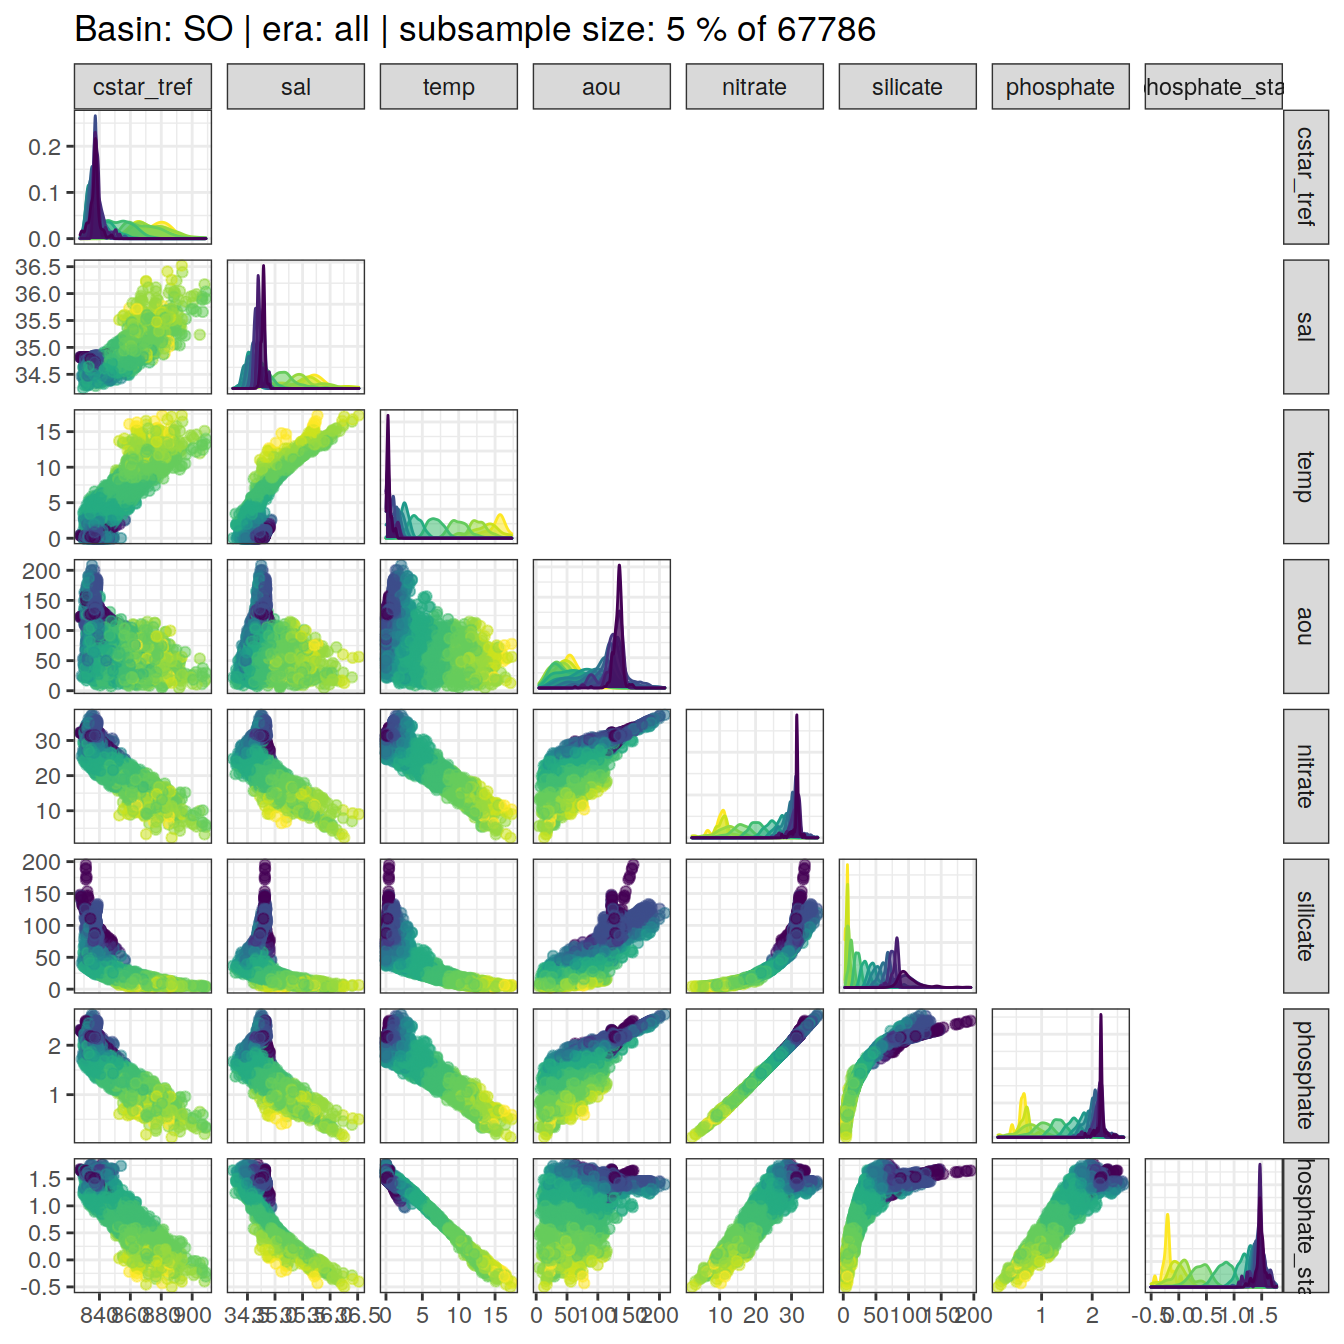 Basin: SO | era: all | subsample size: 5 % of 67786
cstar_tref sal temp aou nitrate silicate phosphate hosphate_sta
0.2
0.1
0.0
cstar_tref
36.5
36.0
35.5
35.0
34.5
sal
15
10
5
0
temp
200
150
100
50
0
aou
30
20
10
nitrate
200
150
100
50
0
silicate
2
1
phosphate
1.5
1.0
0.5
0.0
-0.5
hosphate_sta
840 860 880 900 34.5 35.0 35.5 36.0 36.5 0 5 10 15 0 50 100 150 200 10 20 30 0 50 100 150 200 1 2 -0.5 0.0 0.5 1.0 1.5